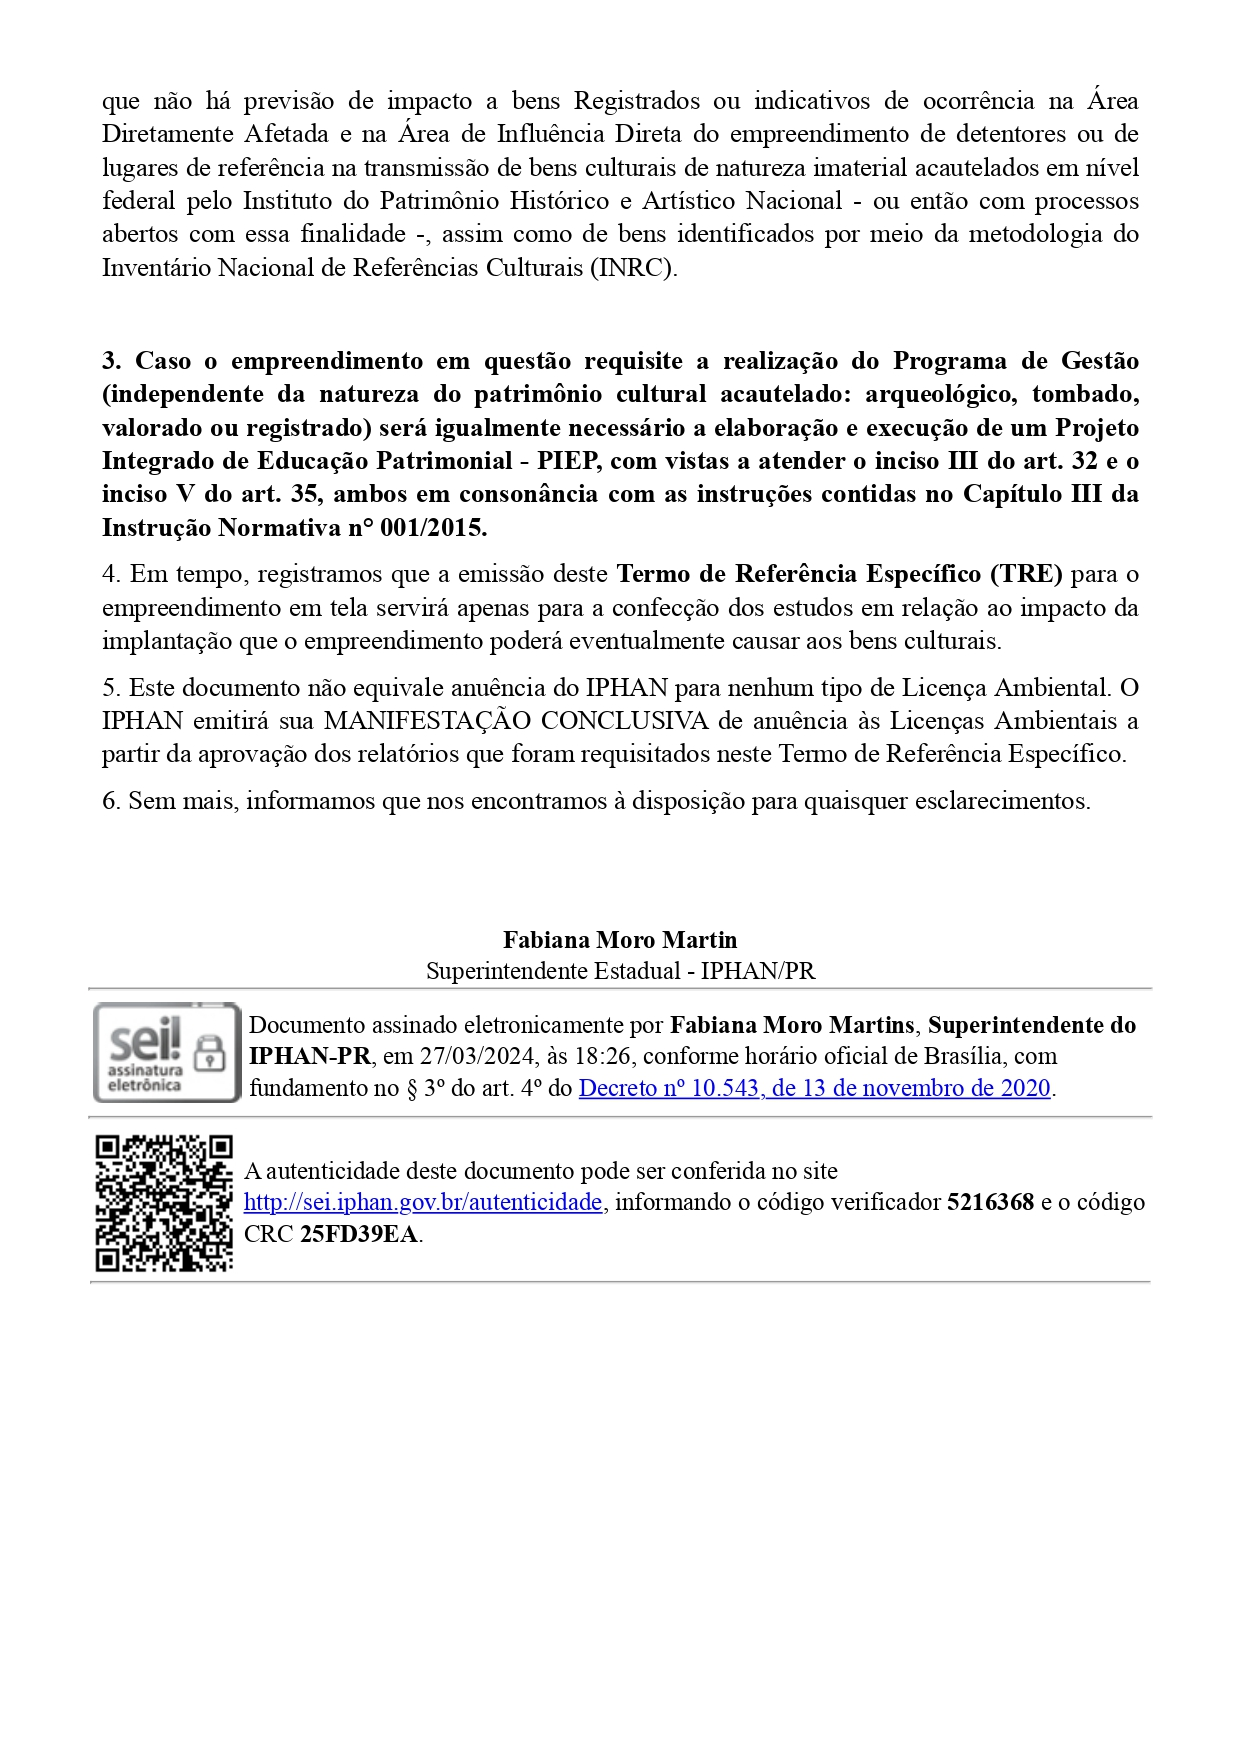 que não há previsão de impacto a bens Registrados ou indicativos de ocorrência na Área
Diretamente Afetada e na Área de Influência Direta do empreendimento de detentores ou de
lugares de referência na transmissão de bens culturais de natureza imaterial acautelados em nível
federal pelo Instituto do Patrimônio Histórico e Artístico Nacional - ou então com processos
abertos com essa finalidade -, assim como de bens identificados por meio da metodologia do
Inventário Nacional de Referências Culturais (INRC).
3. Caso o empreendimento em questão requisite a realização do Programa de Gestão
(independente da natureza do patrimônio cultural acautelado: arqueológico, tombado,
valorado ou registrado) será igualmente necessário a elaboração e execução de um Projeto
Integrado de Educação Patrimonial - PIEP, com vistas a atender o inciso III do art. 32 e o
inciso V do art. 35, ambos em consonância com as instruções contidas no Capítulo III da
Instrução Normativa n° 001/2015.
4. Em tempo, registramos que a emissão deste Termo de Referência Específico (TRE) para o
empreendimento em tela servirá apenas para a confecção dos estudos em relação ao impacto da
implantação que o empreendimento poderá eventualmente causar aos bens culturais.
5. Este documento não equivale anuência do IPHAN para nenhum tipo de Licença Ambiental. O
IPHAN emitirá sua MANIFESTAÇÃO CONCLUSIVA de anuência às Licenças Ambientais a
partir da aprovação dos relatórios que foram requisitados neste Termo de Referência Específico.
6. Sem mais, informamos que nos encontramos à disposição para quaisquer esclarecimentos.
Fabiana Moro Martin
Superintendente Estadual - IPHAN/PR
sei!
assinatura
eletrônica
Documento assinado eletronicamente por Fabiana Moro Martins, Superintendente do
IPHAN-PR, em 27/03/2024, às 18:26, conforme horário oficial de Brasília, com
fundamento no § 3º do art. 4º do Decreto nº 10.543, de 13 de novembro de 2020.
A autenticidade deste documento pode ser conferida no site
http://sei.iphan.gov.br/autenticidade, informando o código verificador 5216368 e o código
CRC 25FD39EA.